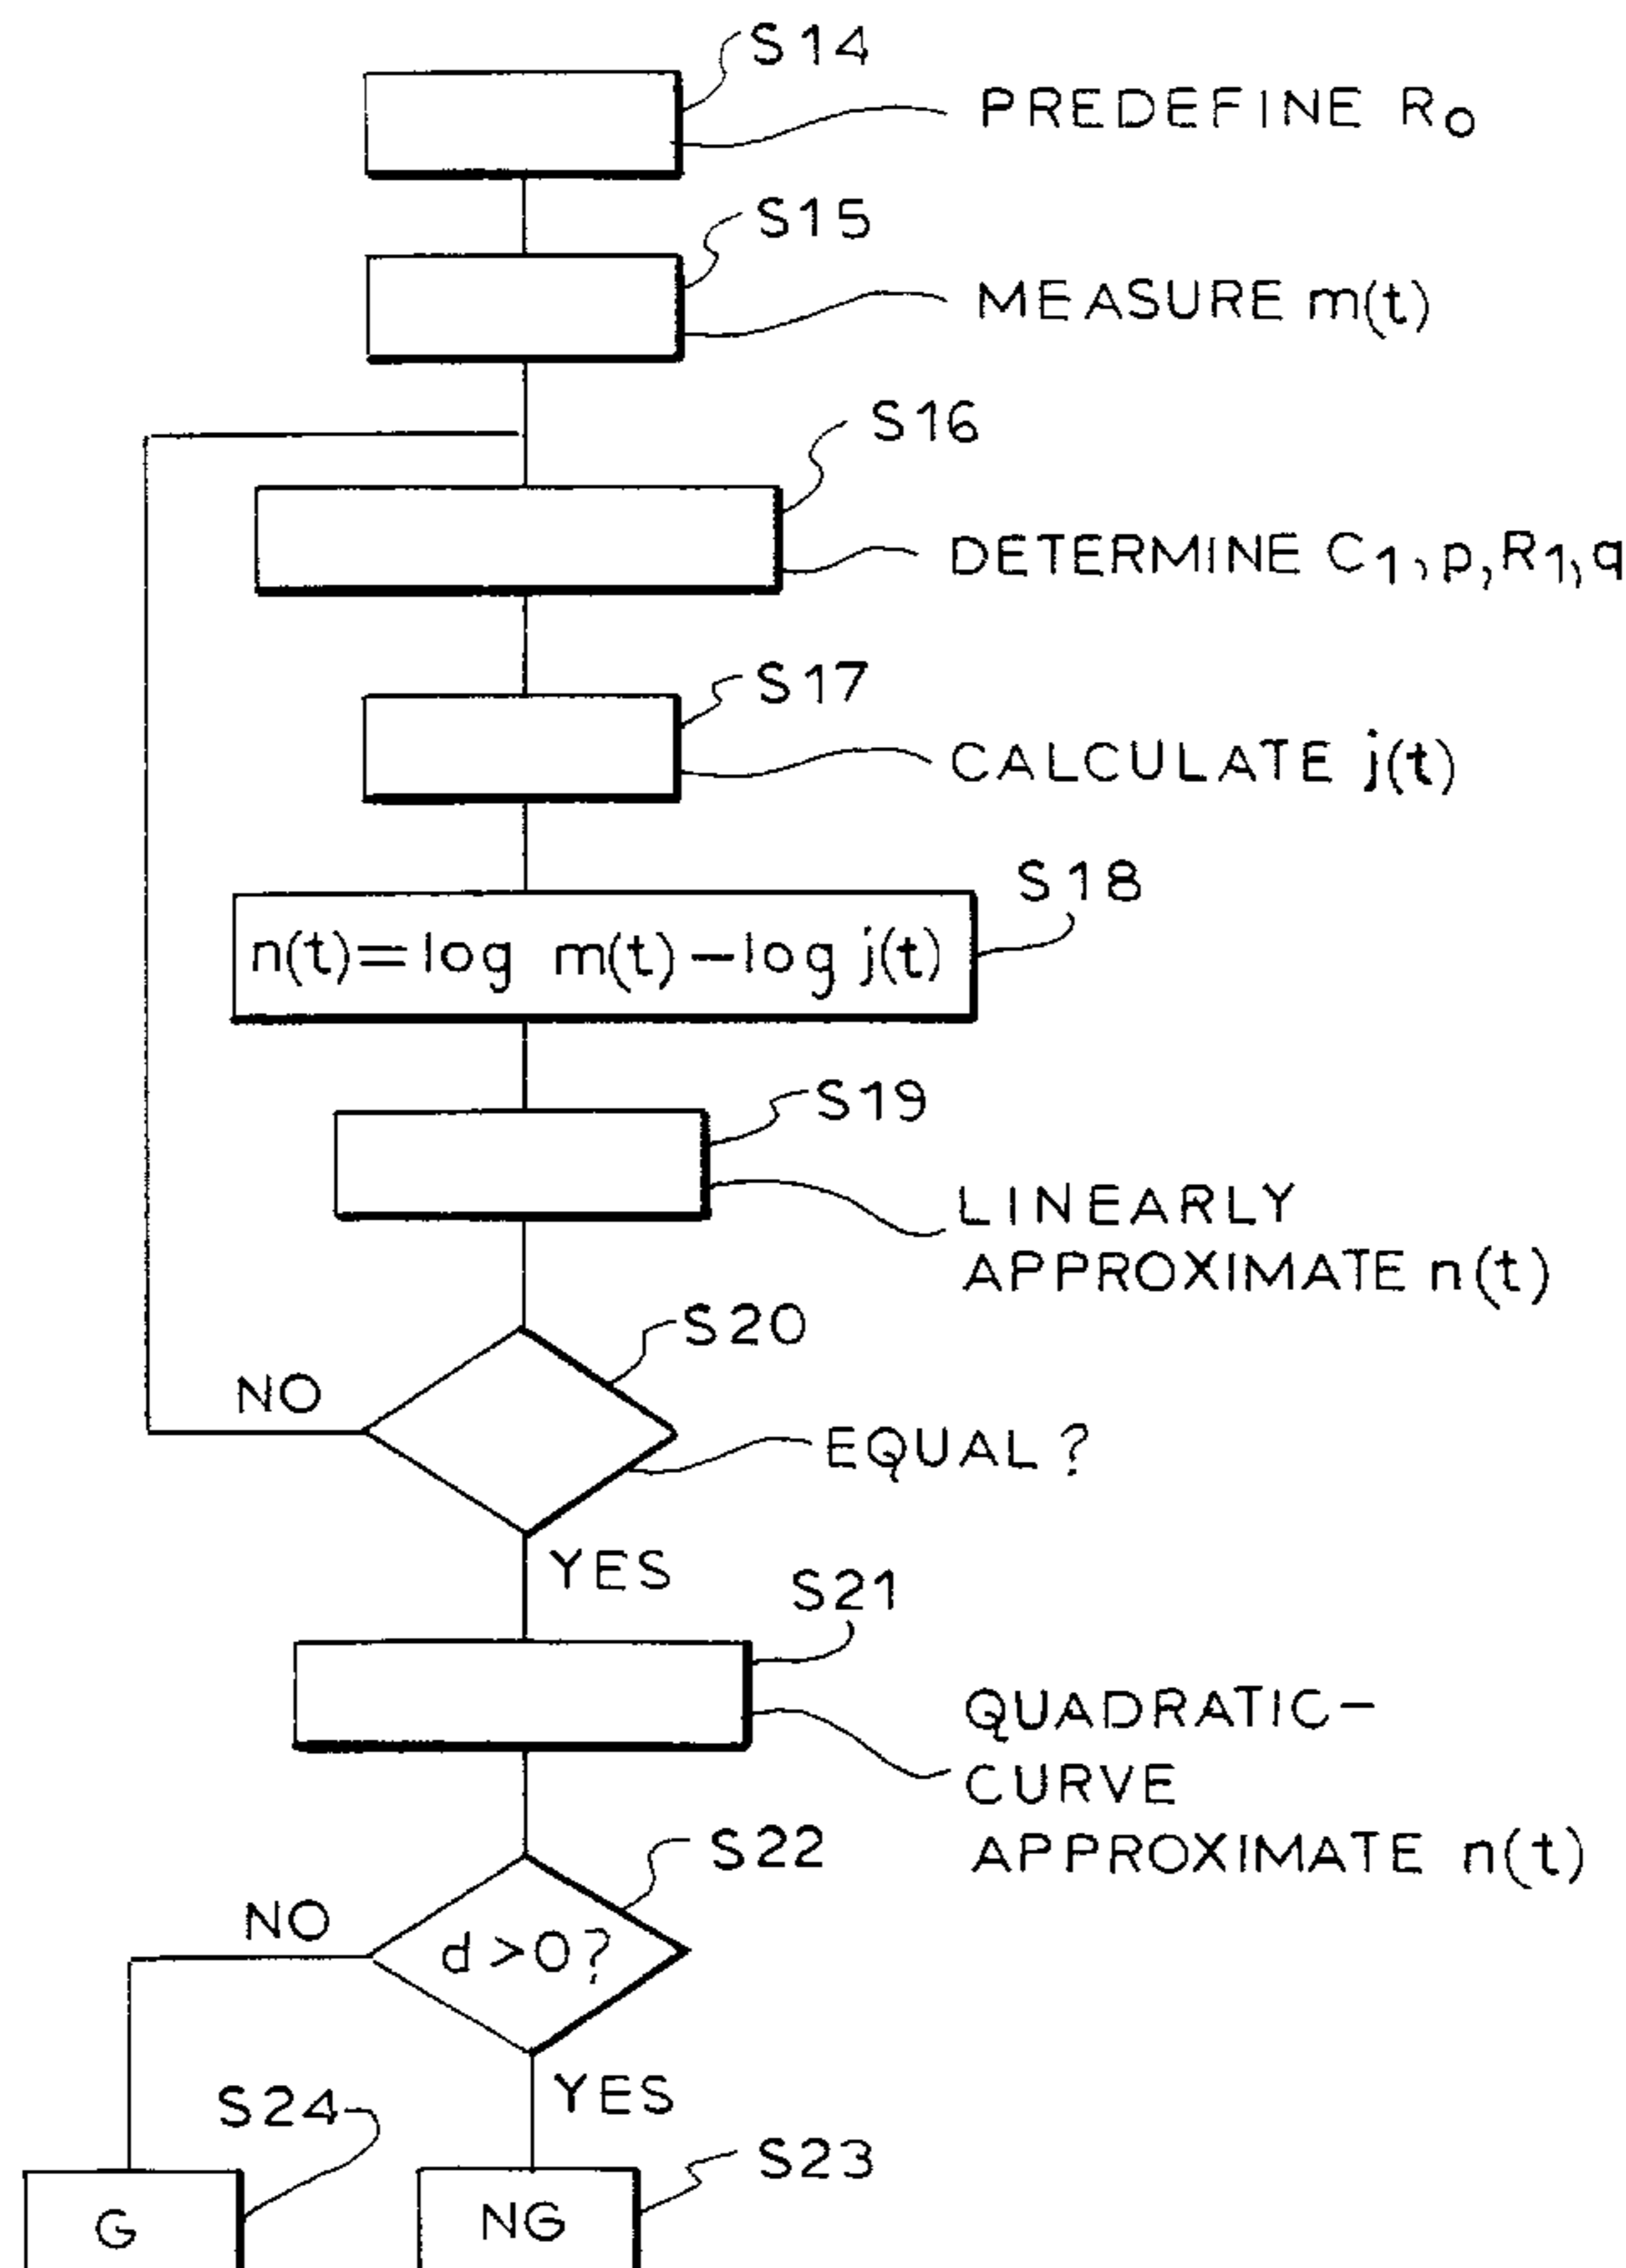 S14
PREDEFINE R₀
S15
MEASURE m(t)
S16
DETERMINE C₁, p, R₁, q
S17
CALCULATE j(t)
S18
n(t)=log m(t)−log j(t)
S19
LINEARLY
APPROXIMATE n(t)
S20
NO
EQUAL?
YES
S21
QUADRATIC−
CURVE
APPROXIMATE n(t)
S22
NO
d>0?
YES
S24
S23
G
NG